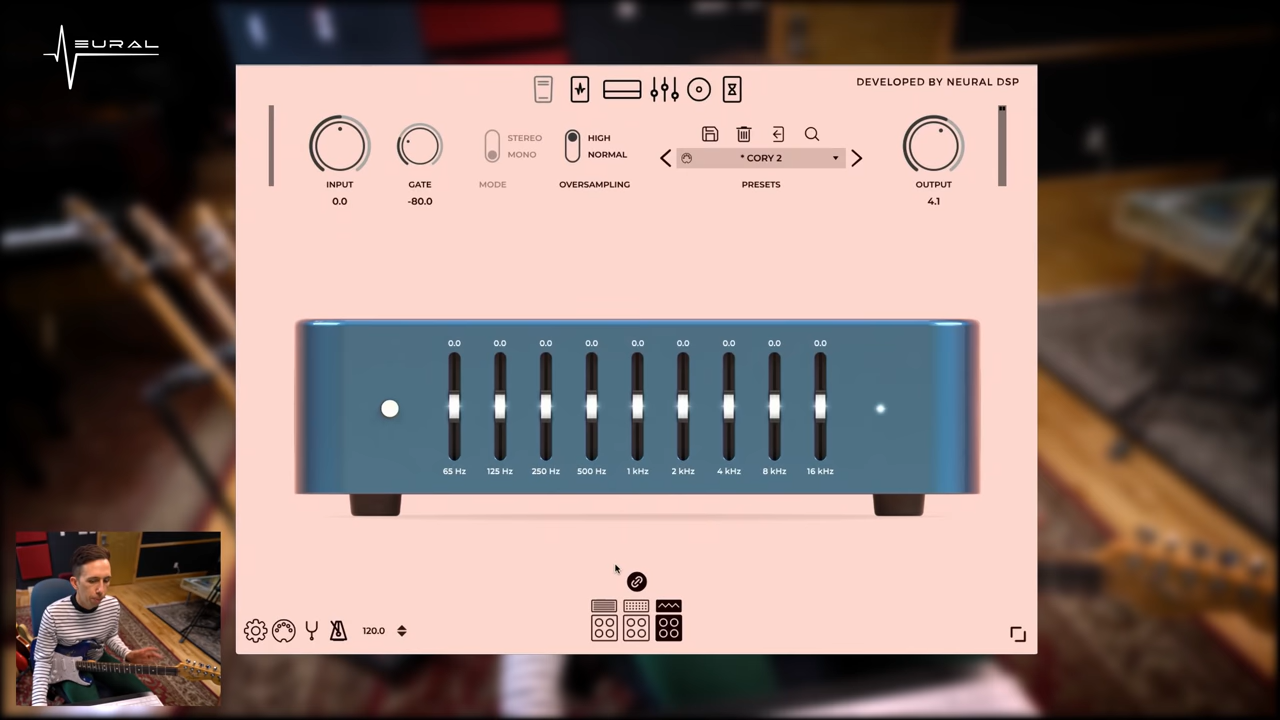 NEURAL
DEVELOPED BY NEURAL DSP
STEREO
MONO
HIGH
NORMAL
* CORY 2
INPUT
GATE
MODE
OVERSAMPLING
PRESETS
OUTPUT
0.0
-80.0
4.1
0.0 0.0 0.0 0.0 0.0 0.0 0.0 0.0 0.0
65 Hz 125 Hz 250 Hz 500 Hz 1 kHz 2 kHz 4 kHz 8 kHz 16 kHz
120.0